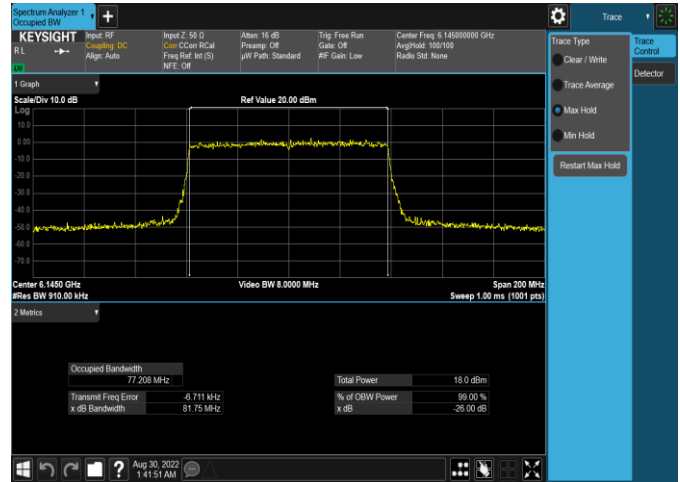 Spectrum Analyzer 1
Occupied BW
KEYSIGHT
RL
Input: RF
Coupling: DC
Align: Auto
Input Z: 50 Ω
Corr CCorr RCal
Freq Ref: Int (S)
NFE: Off
Atten: 16 dB
Preamp: Off
µW Path: Standard
Trig: Free Run
Gate: Off
#IF Gain: Low
Center Freq: 6.145000000 GHz
Avg|Hold: 100/100
Radio Std: None
LW
1 Graph
Scale/Div 10.0 dB
Ref Value 20.00 dBm
Log
10.0
0.00
-10.0
-20.0
-30.0
-40.0
-50.0
-60.0
-70.0
Center 6.1450 GHz
Video BW 8.0000 MHz
Span 200 MHz
#Res BW 910.00 kHz
Sweep 1.00 ms (1001 pts)
2 Metrics
Occupied Bandwidth
77.208 MHz
Total Power 18.0 dBm
Transmit Freq Error -6.711 kHz
% of OBW Power 99.00 %
x dB Bandwidth 81.75 MHz
x dB -26.00 dB
Aug 30, 2022
1:41:51 AM
Trace
Trace Type
Clear / Write
Trace Average
Max Hold
Min Hold
Restart Max Hold
Trace
Control
Detector